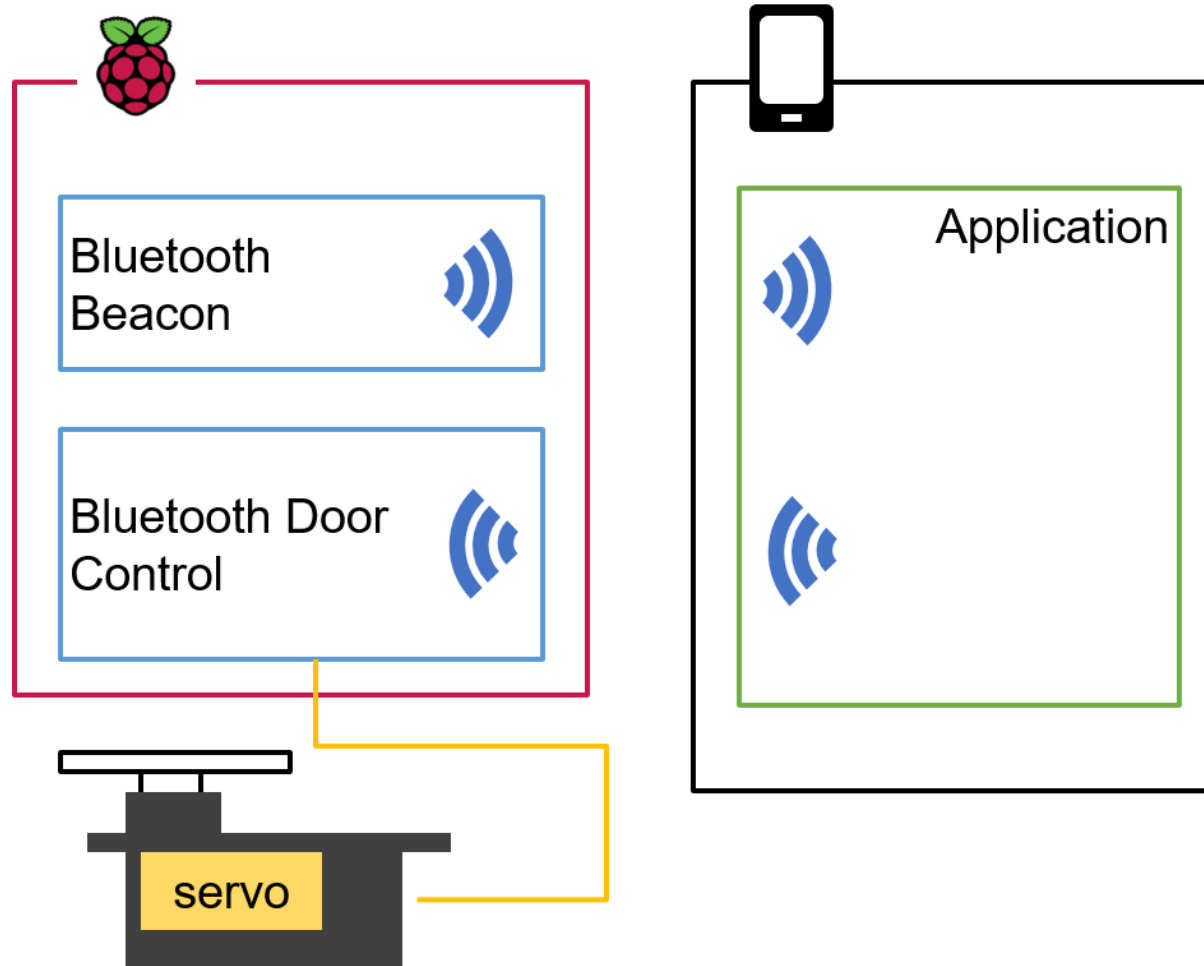 Bluetooth
Beacon
Application
Bluetooth Door
Control
servo